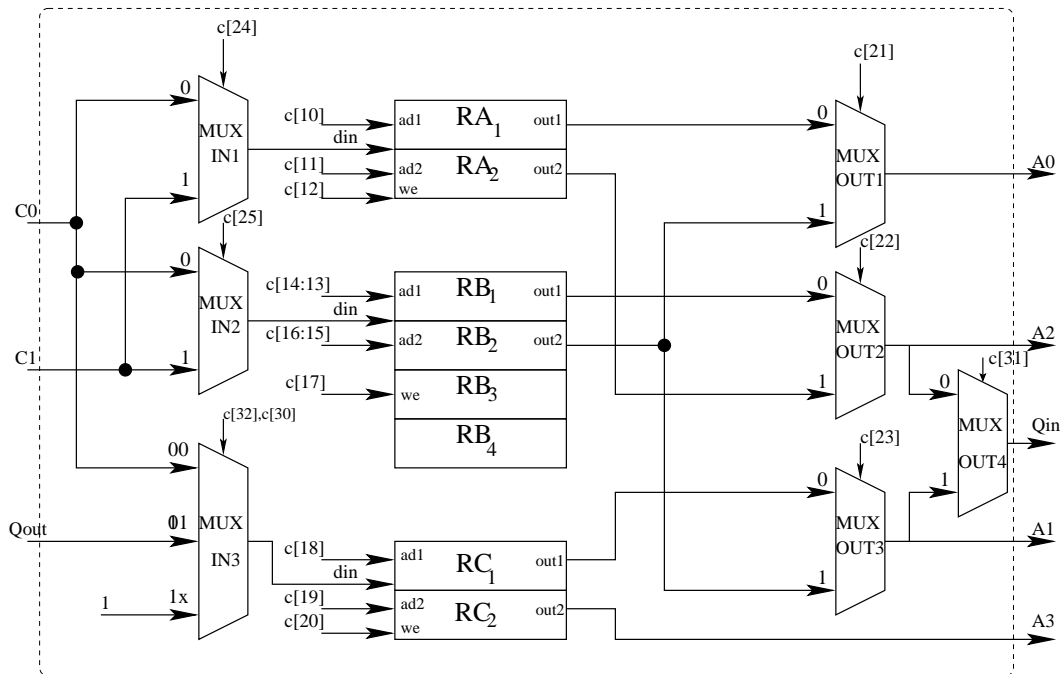 c[24]
c[21]
0
MUX
IN1
1
c[10]
din
c[11]
c[12]
ad1
RA1
out1
ad2
RA2
out2
we
0
MUX
OUT1
1
A0
C0
c[25]
0
MUX
IN2
1
C1
c[14:13]
din
c[16:15]
c[17]
ad1
RB1
out1
ad2
RB2
out2
we
RB3
RB4
c[22]
0
MUX
OUT2
1
A2
c[31]
0
MUX
OUT4
1
Qin
c[32],c[30]
00
MUX
IN3
Qout
1
1x
c[18]
din
c[19]
c[20]
ad1
RC1
out1
ad2
RC2
out2
we
c[23]
0
MUX
OUT3
1
A1
A3